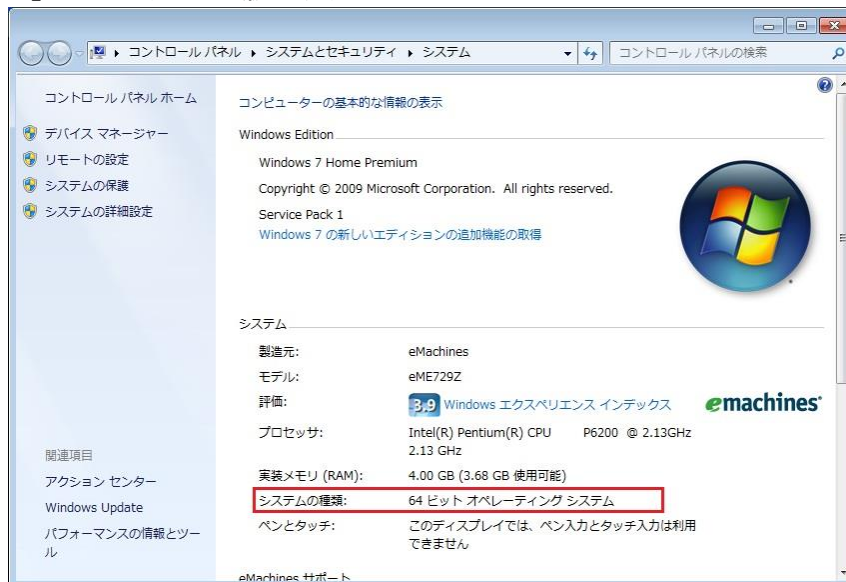 コントロール パネル ▸ システムとセキュリティ ▸ システム
コントロール パネルの検索
コントロール パネル ホーム
デバイス マネージャー
リモートの設定
システムの保護
システムの詳細設定
関連項目
アクション センター
Windows Update
パフォーマンスの情報とツー
ル
コンピューターの基本的な情報の表示
Windows Edition
Windows 7 Home Premium
Copyright © 2009 Microsoft Corporation. All rights reserved.
Service Pack 1
Windows 7 の新しいエディションの追加機能の取得
システム
製造元: eMachines
モデル: eME729Z
評価: 3.9 Windows エクスペリエンス インデックス
emachines
プロセッサ: Intel(R) Pentium(R) CPU P6200 @ 2.13GHz
2.13 GHz
実装メモリ (RAM): 4.00 GB (3.68 GB 使用可能)
システムの種類: 64 ビット オペレーティング システム
ペンとタッチ: このディスプレイでは、ペン入力とタッチ入力は利用
できません
eMachines サポート